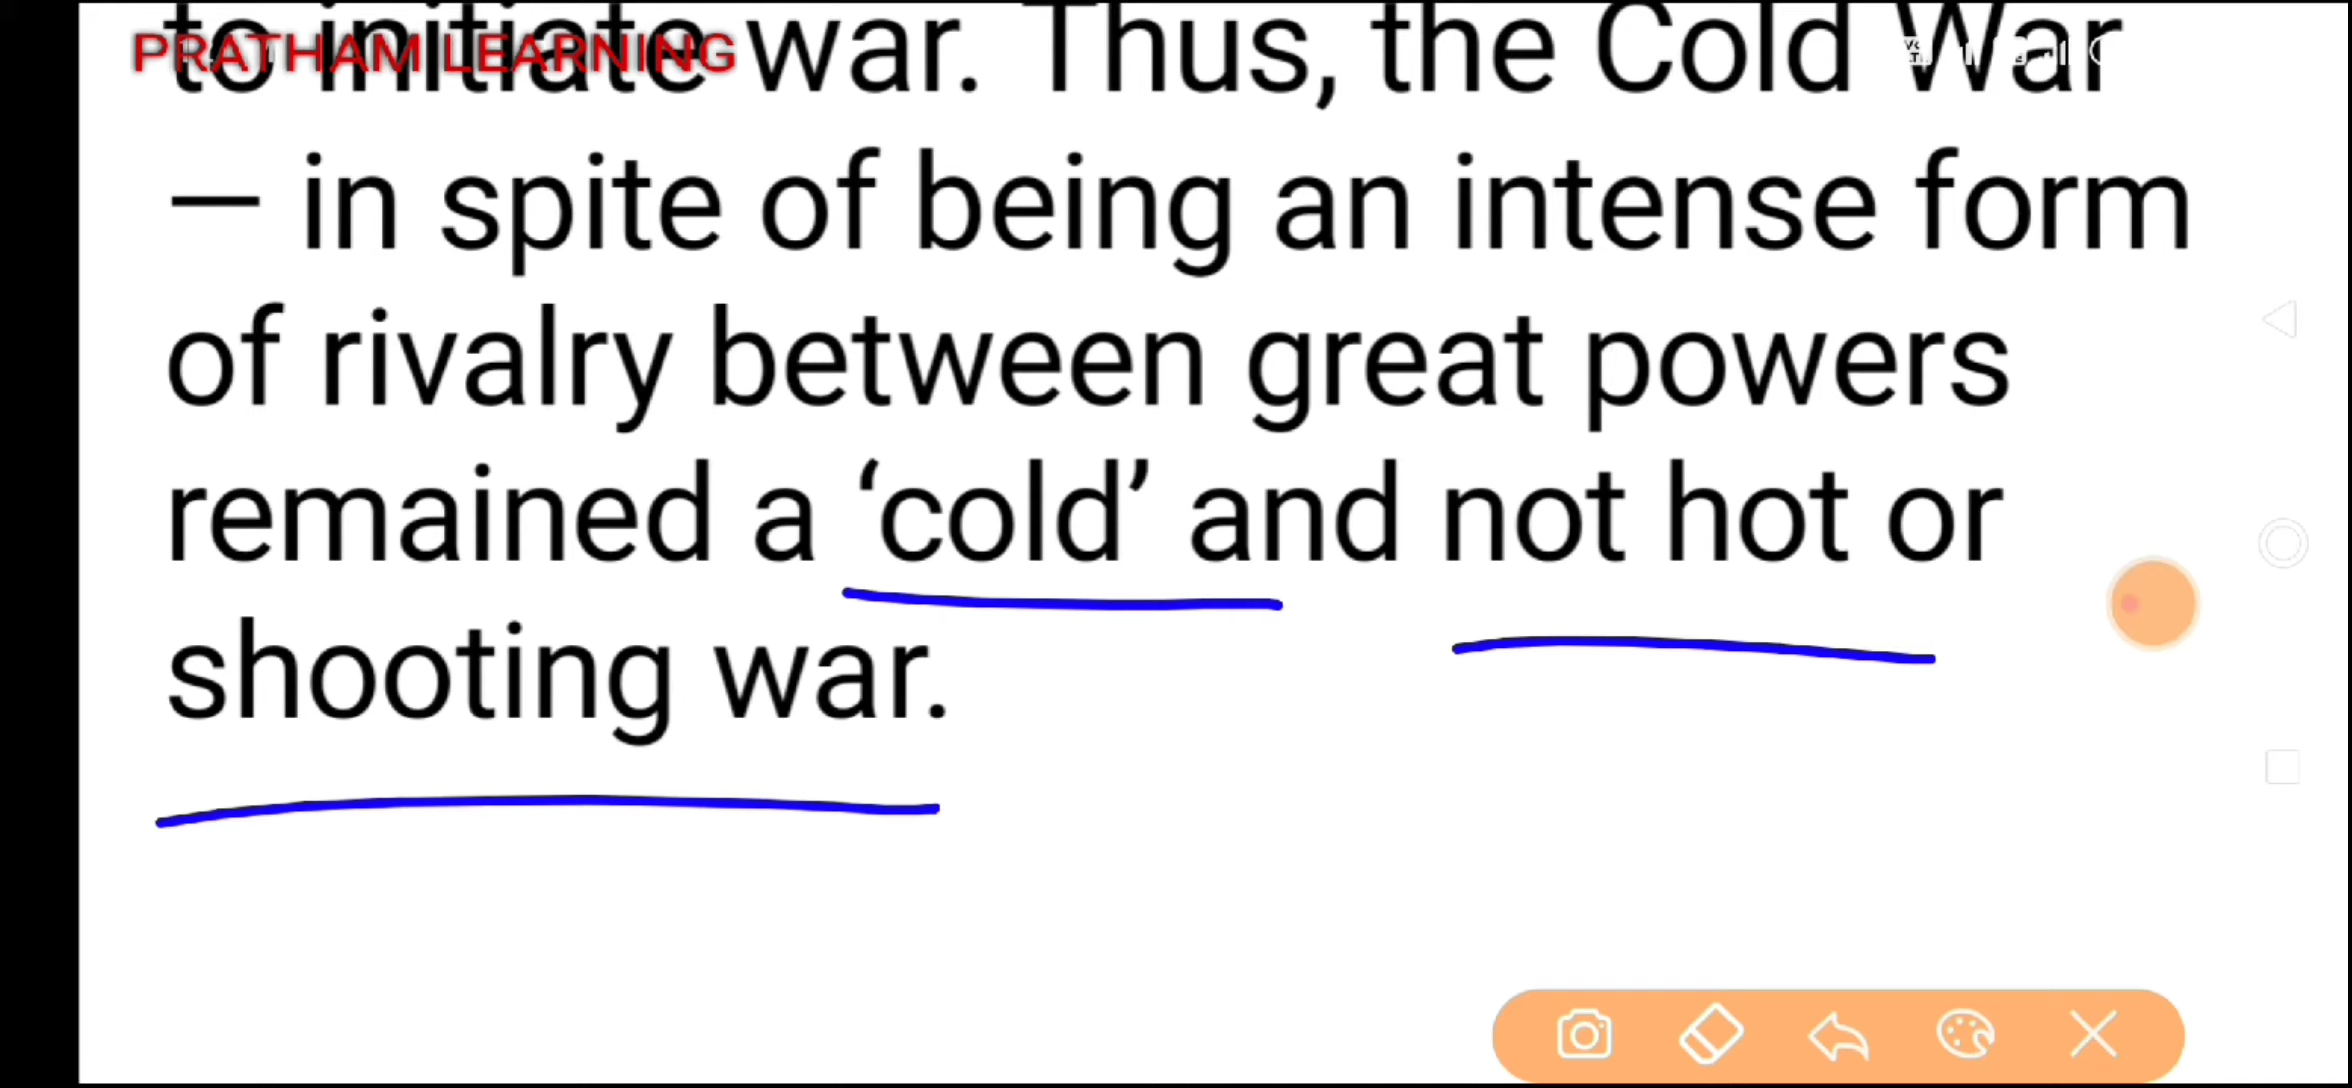 PRATHAM LEARNING
to initiate war. Thus, the Cold War
— in spite of being an intense form
of rivalry between great powers
remained a ‘cold’ and not hot or
shooting war.